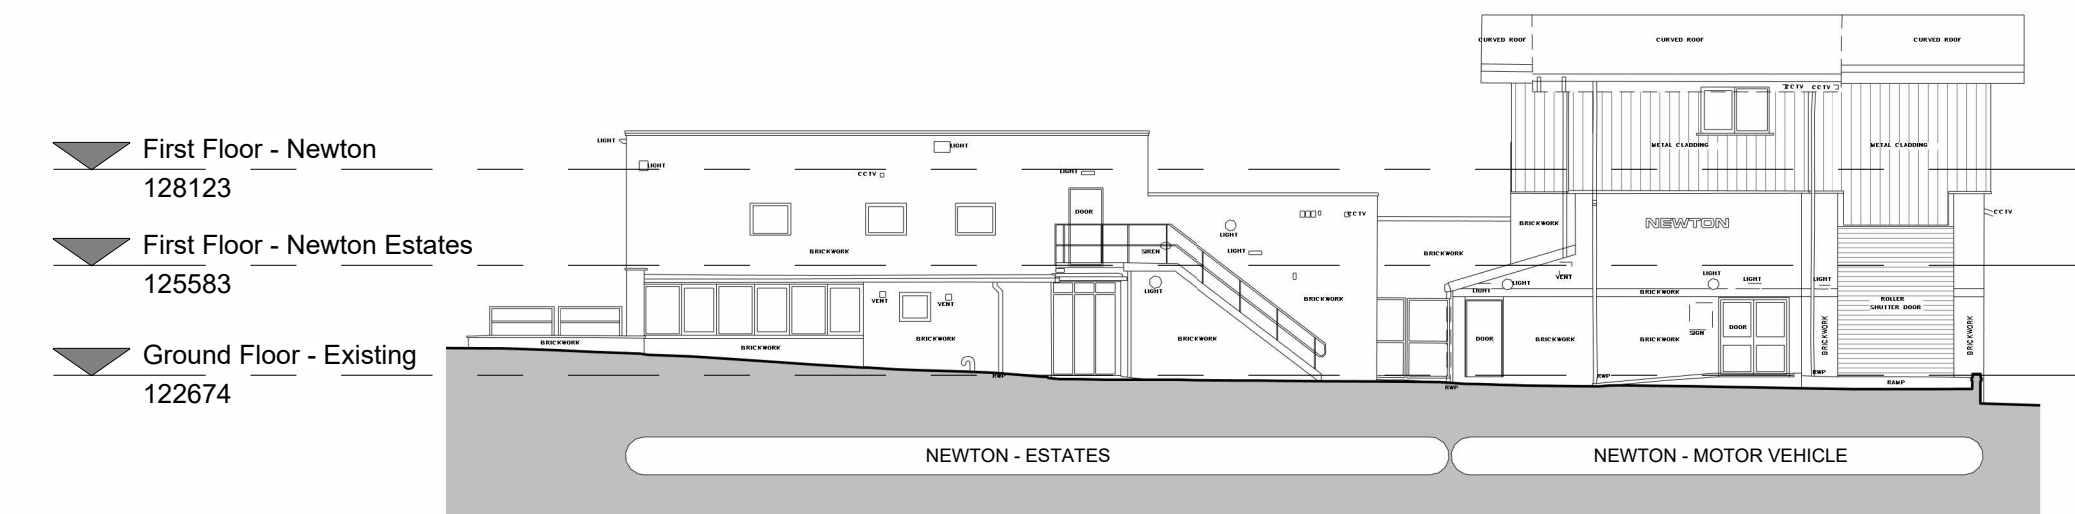 CURVED ROOF
CURVED ROOF
CURVED ROOF
CCTV
CCTV
First Floor - Newton
128123
LIGHT
LIGHT
LIGHT
CCTV
LIGHT
METAL CLADDING
METAL CLADDING
DOOR
CCTV
CCTV
BRICKWORK
NEWTON
LIGHT
First Floor - Newton Estates
125583
BRICKWORK
SIREN
LIGHT
BRICKWORK
VENT
LIGHT
LIGHT
LIGHT
LIGHT
LIGHT
LIGHT
BRICKWORK
VENT
VENT
BRICKWORK
ROLLER
SHUTTER DOOR
SIGN
DOOR
BRICKWORK
BRICKWORK
Ground Floor - Existing
122674
BRICKWORK
BRICKWORK
BRICKWORK
BRICKWORK
DOOR
BRICKWORK
BRICKWORK
RWP
RWP
RWP
RWP
RAMP
NEWTON - ESTATES
NEWTON - MOTOR VEHICLE